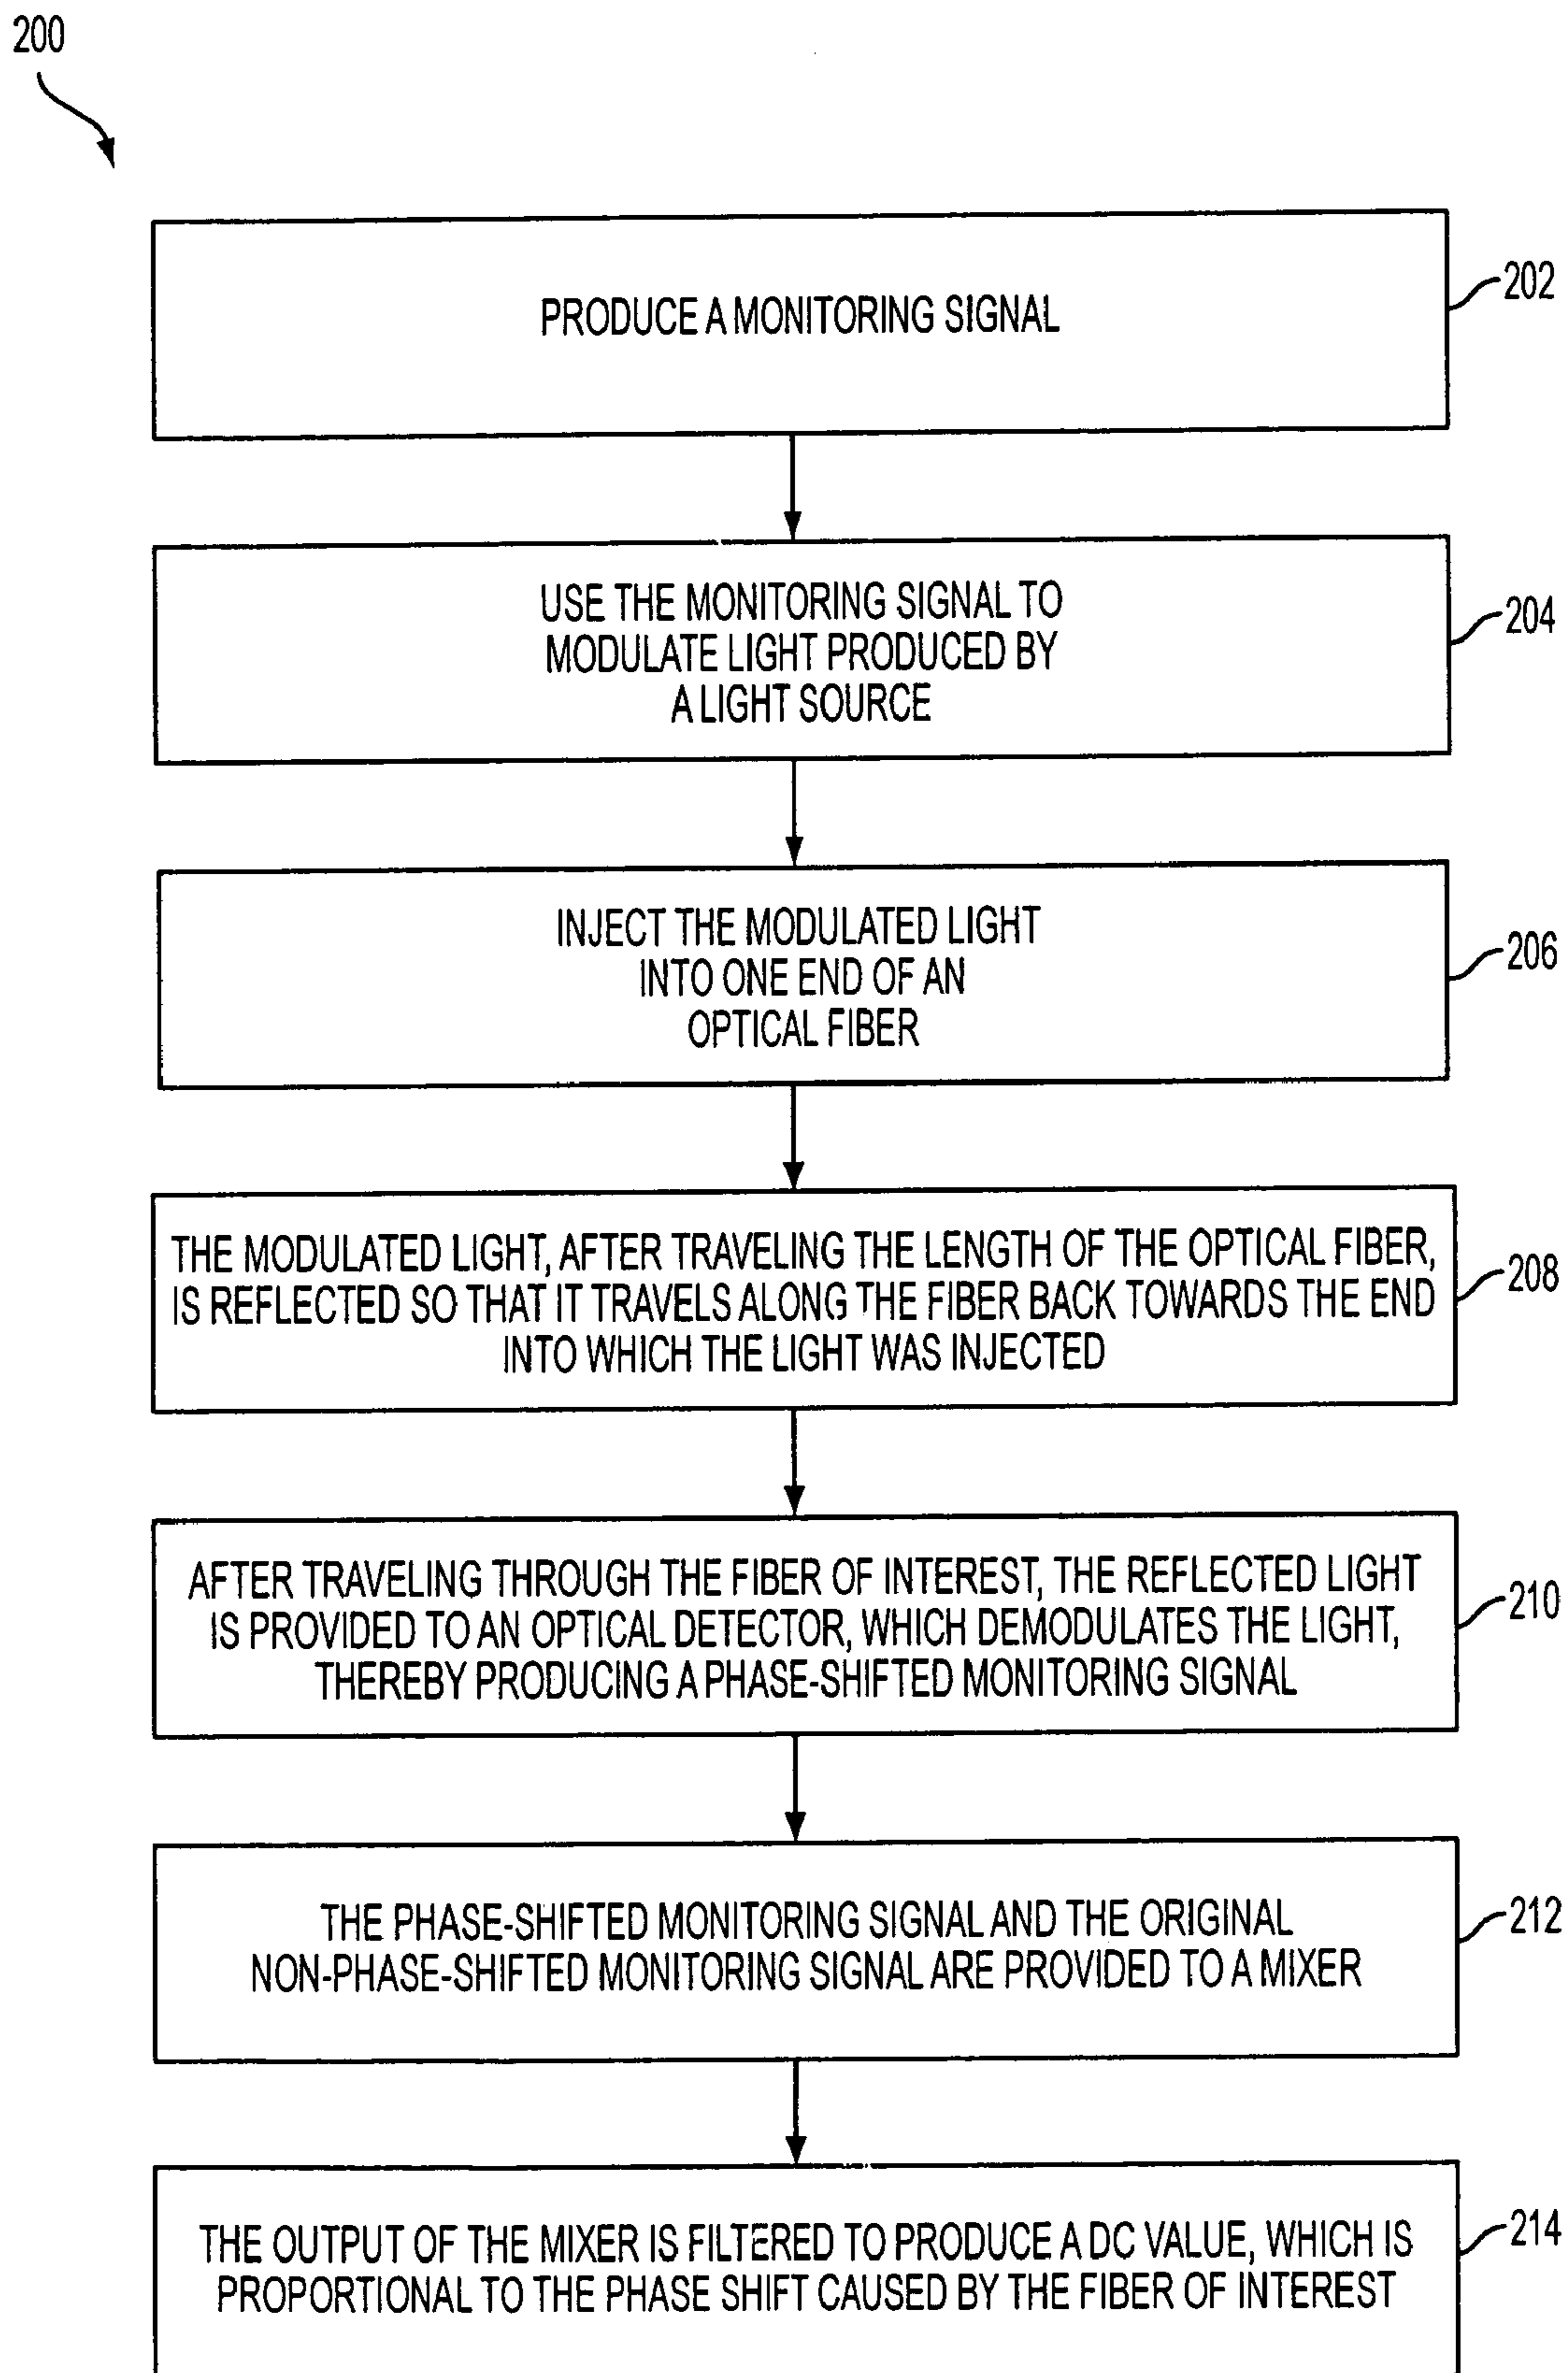 200
PRODUCE A MONITORING SIGNAL
202
USE THE MONITORING SIGNAL TO
MODULATE LIGHT PRODUCED BY
A LIGHT SOURCE
204
INJECT THE MODULATED LIGHT
INTO ONE END OF AN
OPTICAL FIBER
206
THE MODULATED LIGHT, AFTER TRAVELING THE LENGTH OF THE OPTICAL FIBER,
IS REFLECTED SO THAT IT TRAVELS ALONG THE FIBER BACK TOWARDS THE END
INTO WHICH THE LIGHT WAS INJECTED
208
AFTER TRAVELING THROUGH THE FIBER OF INTEREST, THE REFLECTED LIGHT
IS PROVIDED TO AN OPTICAL DETECTOR, WHICH DEMODULATES THE LIGHT,
THEREBY PRODUCING A PHASE-SHIFTED MONITORING SIGNAL
210
THE PHASE-SHIFTED MONITORING SIGNAL AND THE ORIGINAL
NON-PHASE-SHIFTED MONITORING SIGNAL ARE PROVIDED TO A MIXER
212
THE OUTPUT OF THE MIXER IS FILTERED TO PRODUCE A DC VALUE, WHICH IS
PROPORTIONAL TO THE PHASE SHIFT CAUSED BY THE FIBER OF INTEREST
214